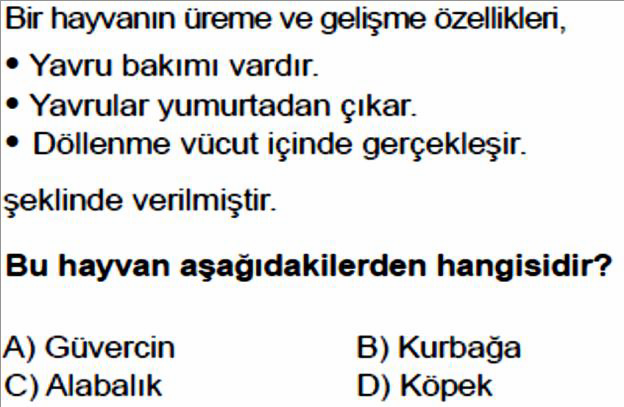 Bir hayvanın üreme ve gelişme özellikleri,
• Yavru bakımı vardır.
• Yavrular yumurtadan çıkar.
• Döllenme vücut içinde gerçekleşir.
şeklinde verilmiştir.
Bu hayvan aşağıdakilerden hangisidir?
A) Güvercin B) Kurbağa
C) Alabalık D) Köpek